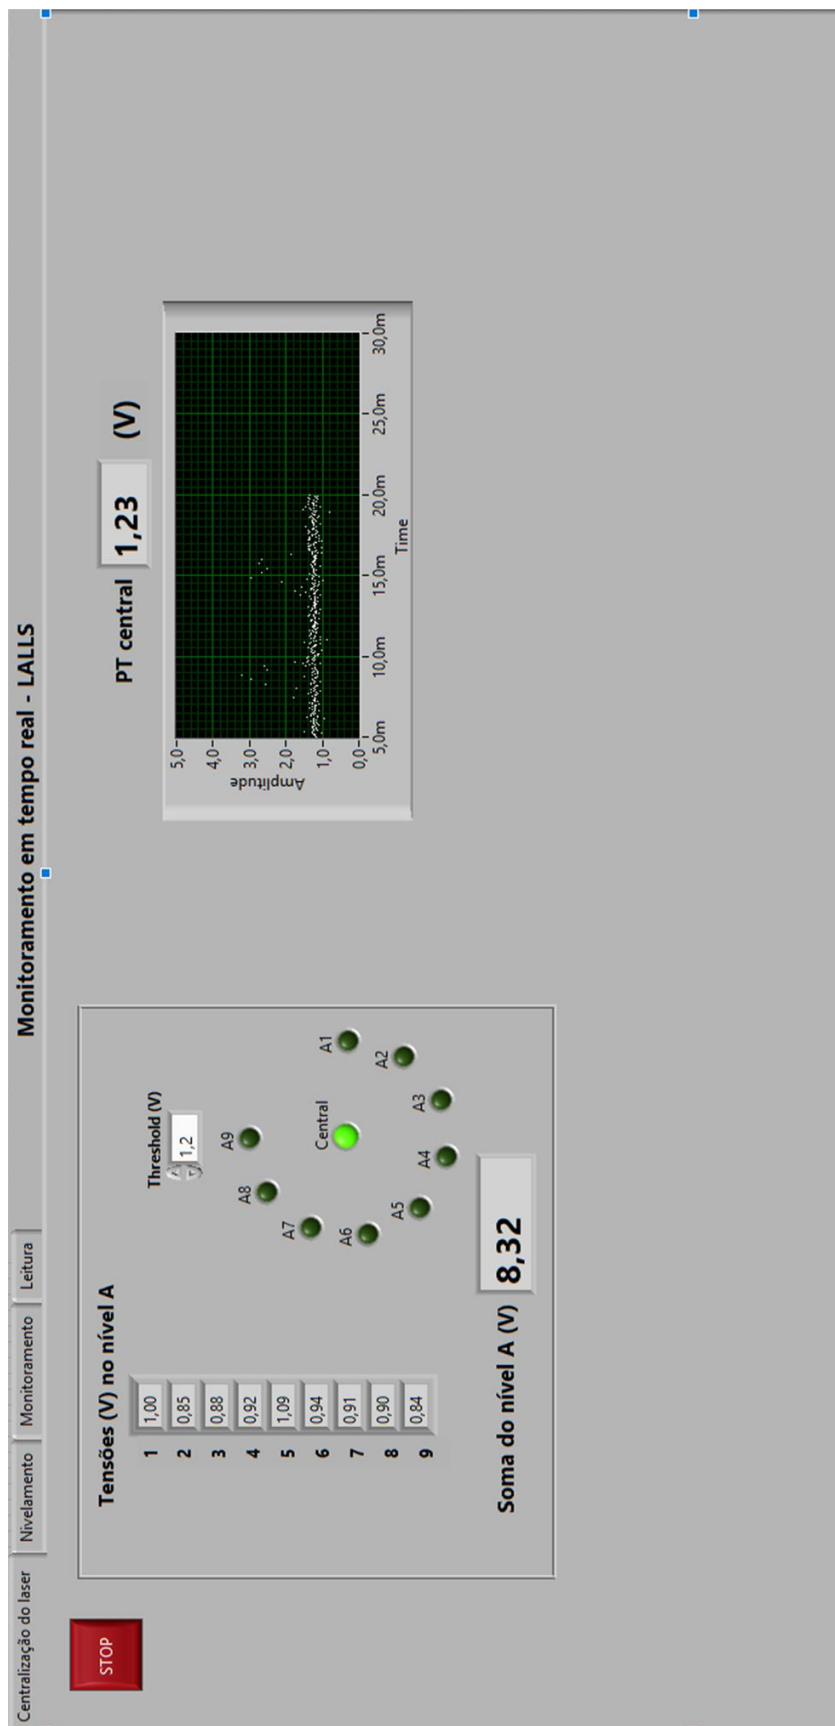 Monitoramento em tempo real - LALLS
Centralização do laser
Nivelamento
Monitoramento
Leitura
STOP
Tensões (V) no nível A
1 1,00
2 0,85
3 0,88
4 0,92
5 1,09
6 0,94
7 0,91
8 0,90
9 0,84
Threshold (V)
1,2
A9
A8
A7
A6
A5
A4
A3
A2
A1
Central
Soma do nível A (V) 8,32
PT central 1,23 (V)
Amplitude
5,0
4,0
3,0
2,0
1,0
0,0
5,0m 10,0m 15,0m 20,0m 25,0m 30,0m
Time